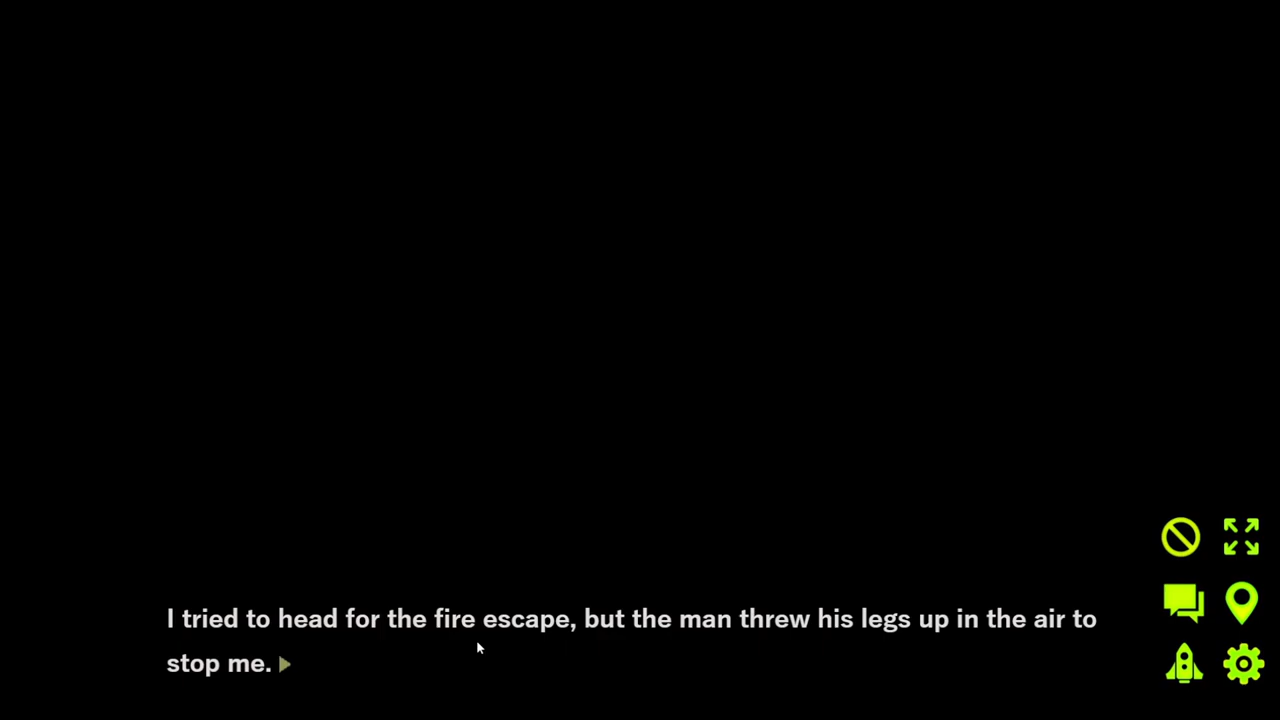 I tried to head for the fire escape, but the man threw his legs up in the air to
stop me.